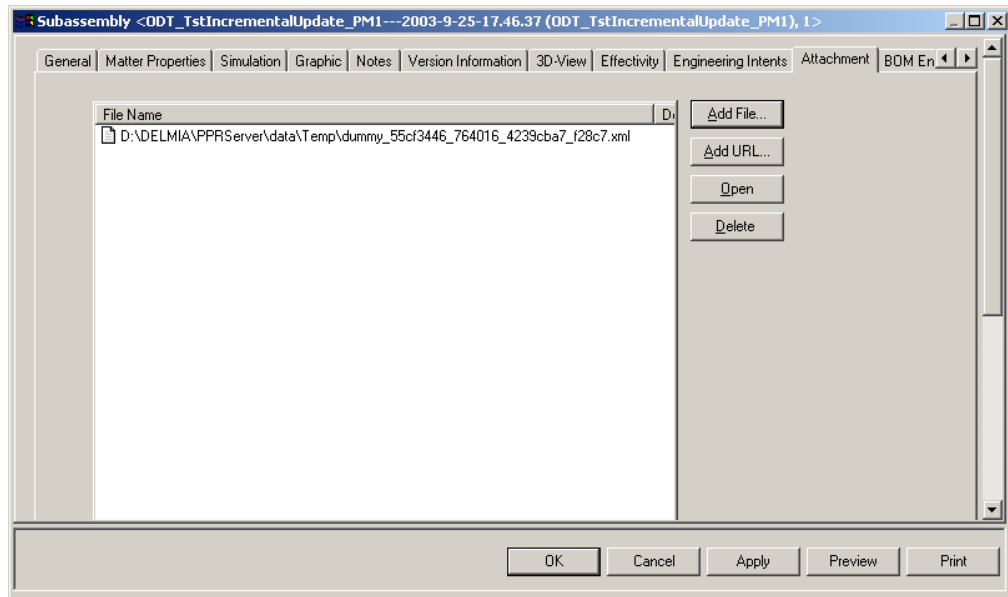 Subassembly <ODT_TstIncrementalUpdate_PM1---2003-9-25-17.46.37 (ODT_TstIncrementalUpdate_PM1), 1>
General Matter Properties Simulation Graphic Notes Version Information 3D-View Effectivity Engineering Intents Attachment BOM En
File Name
D:\DELMIA\PPRServer\data\Temp\dummy_55cf3446_764016_4239cba7_f28c7.xml
Add File...
Add URL...
Open
Delete
OK Cancel Apply Preview Print